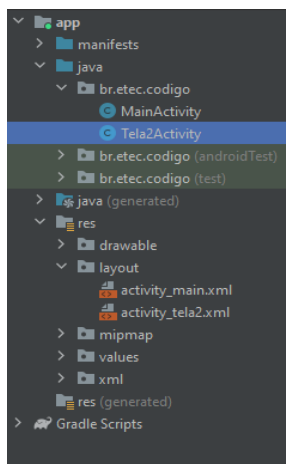 app
manifests
java
br.etec.codigo
MainActivity
Tela2Activity
br.etec.codigo (androidTest)
br.etec.codigo (test)
java (generated)
res
drawable
layout
activity_main.xml
activity_tela2.xml
mipmap
values
xml
res (generated)
Gradle Scripts